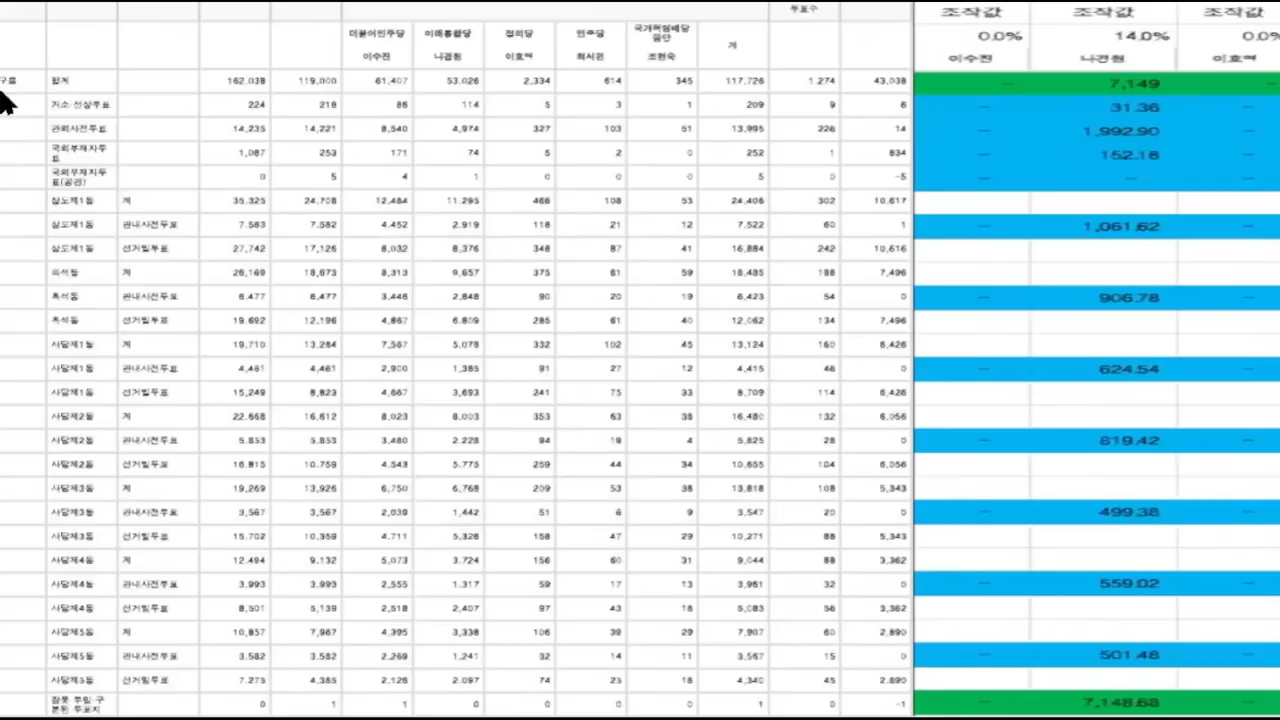 투표수 조작값 조작값 조작값
0.0% 14.0% 0.0%
더불어민주당 미래통합당 정의당 민중당 국가혁명배당금당 계
이수진 나경원 이호영 최서현 조현숙 이수진 나경원 이호영
합계 162,038 119,000 61,407 53,026 2,334 614 345 117,726 1,274 43,038 – 7,149 –
거소·선상투표 224 218 86 114 5 3 1 209 9 6 – 31.36 –
관외사전투표 14,235 14,221 8,540 4,974 327 103 51 13,995 226 14 – 1,992.90 –
국외부재자투표 1,087 253 171 74 5 2 0 252 1 834 – 152.18 –
국외부재자투표(공관) 0 5 4 1 0 0 0 5 0 -5 – – –
상도제1동 계 35,325 24,708 12,484 11,295 466 108 53 24,406 302 10,617
상도제1동 관내사전투표 7,583 7,582 4,452 2,919 118 21 12 7,522 60 1 – 1,061.62 –
상도제1동 선거일투표 27,742 17,126 8,032 8,376 348 87 41 16,884 242 10,616
흑석동 계 26,169 18,673 8,313 9,657 375 81 59 18,485 188 7,496
흑석동 관내사전투표 6,477 6,477 3,446 2,848 90 20 19 6,423 54 0 – 906.78 –
흑석동 선거일투표 19,692 12,196 4,867 6,809 285 61 40 12,062 134 7,496
사당제1동 계 19,710 13,284 7,567 5,078 332 102 45 13,124 160 6,426
사당제1동 관내사전투표 4,461 4,461 2,900 1,385 91 27 12 4,415 46 0 – 624.54 –
사당제1동 선거일투표 15,249 8,823 4,667 3,693 241 75 33 8,709 114 6,426
사당제2동 계 22,668 16,612 8,023 8,003 353 63 38 16,480 132 6,056
사당제2동 관내사전투표 5,853 5,853 3,480 2,228 94 19 4 5,825 28 0 – 819.42 –
사당제2동 선거일투표 16,815 10,759 4,543 5,775 259 44 34 10,655 104 6,056
사당제3동 계 19,269 13,926 6,750 6,768 209 53 38 13,818 108 5,343
사당제3동 관내사전투표 3,567 3,567 2,039 1,442 51 6 9 3,547 20 0 – 499.38 –
사당제3동 선거일투표 15,702 10,359 4,711 5,326 158 47 29 10,271 88 5,343
사당제4동 계 12,494 9,132 5,073 3,724 156 60 31 9,044 88 3,362
사당제4동 관내사전투표 3,993 3,993 2,555 1,317 59 17 13 3,961 32 0 – 559.02 –
사당제4동 선거일투표 8,501 5,139 2,518 2,407 97 43 18 5,083 56 3,362
사당제5동 계 10,857 7,967 4,395 3,338 106 39 29 7,907 60 2,890
사당제5동 관내사전투표 3,582 3,582 2,269 1,241 32 14 11 3,567 15 0 – 501.48 –
사당제5동 선거일투표 7,275 4,385 2,126 2,097 74 25 18 4,340 45 2,890
잘못 투입·구분된 투표지 0 1 1 0 0 0 0 1 0 -1 – 7,148.68 –